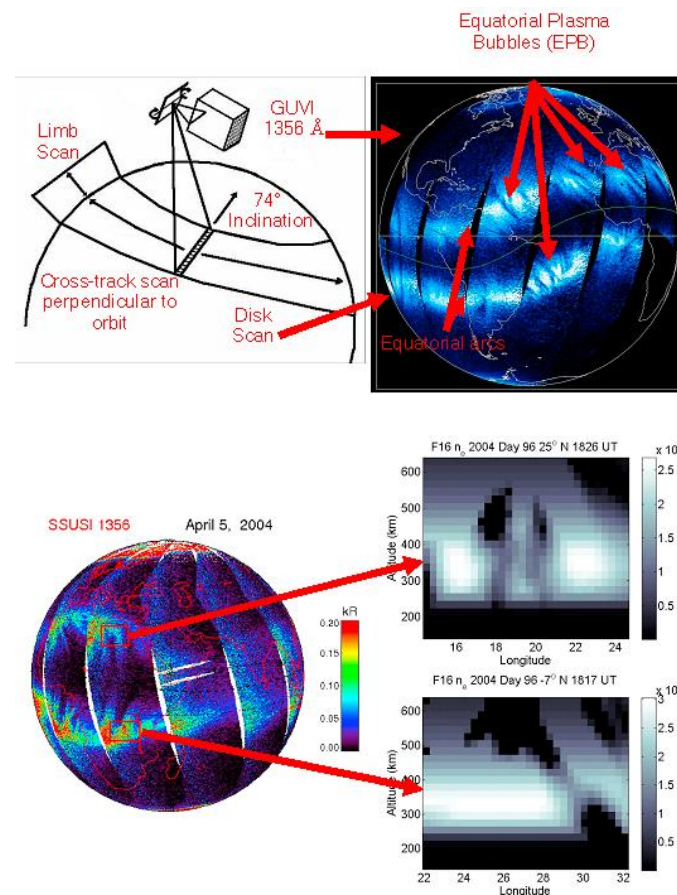 Equatorial Plasma
Bubbles (EPB)
GUVI
1356 Å
Limb
Scan
74°
Inclination
Cross-track scan
perpendicular to
orbit
Disk
Scan
Equatorial arcs
SSUSI 1356 April 5, 2004
kR
0.20
0.15
0.10
0.05
0.00
F16 nₑ 2004 Day 96 25° N 1826 UT
x 10
Altitude (km)
600
500
400
300
200
2.5
2
1.5
1
0.5
16 18 20 22 24
Longitude
F16 nₑ 2004 Day 96 -7° N 1817 UT
x 10
Altitude (km)
600
500
400
300
200
3
2.5
2
1.5
1
0.5
22 24 26 28 30 32
Longitude